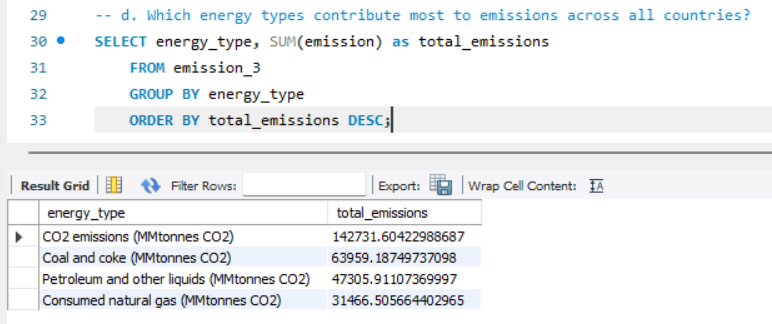 29 -- d. Which energy types contribute most to emissions across all countries?
30 SELECT energy_type, SUM(emission) as total_emissions
31 FROM emission_3
32 GROUP BY energy_type
33 ORDER BY total_emissions DESC;
Result Grid Filter Rows: Export: Wrap Cell Content: IA
energy_type total_emissions
CO2 emissions (MMtonnes CO2) 142731.60422988687
Coal and coke (MMtonnes CO2) 63959.18749737098
Petroleum and other liquids (MMtonnes CO2) 47305.91107369997
Consumed natural gas (MMtonnes CO2) 31466.505664402965